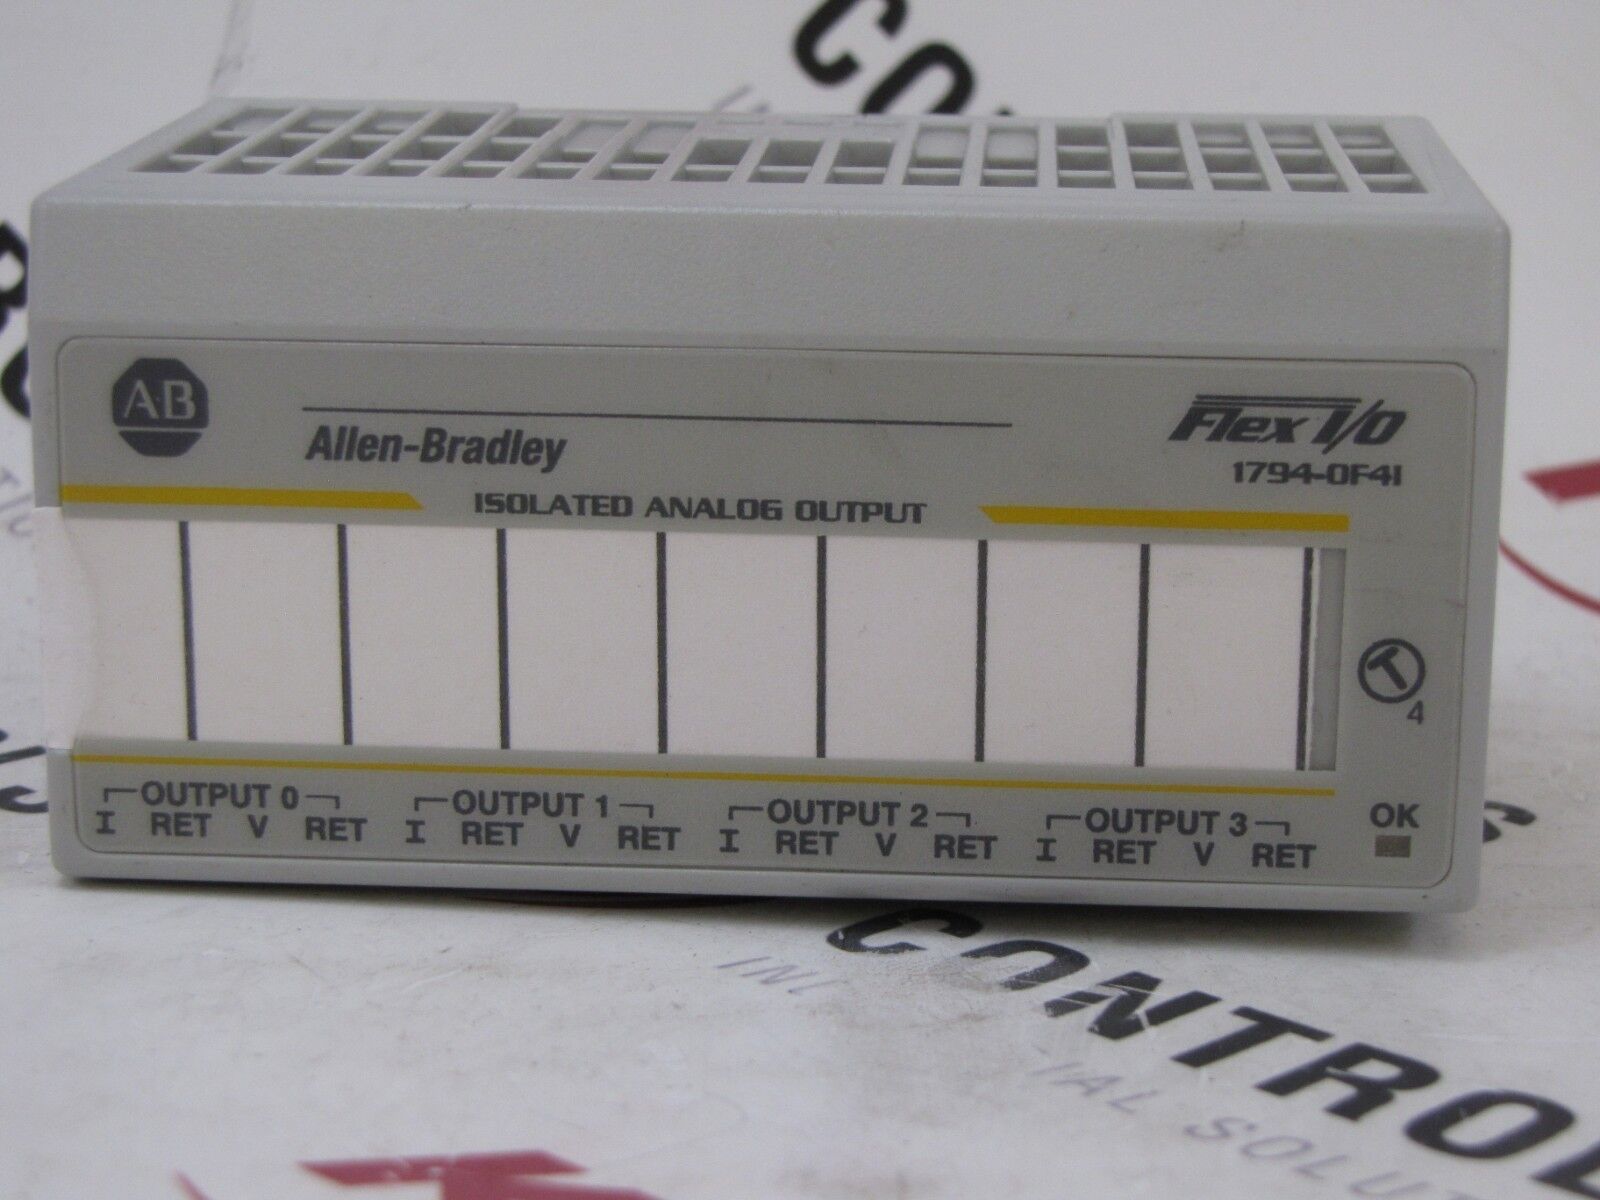 CO
A·B
Allen-Bradley
Flex I/O
1794-OF4I
ISOLATED ANALOG OUTPUT
4
OUTPUT 0 OUTPUT 1 OUTPUT 2 OUTPUT 3
I RET V RET I RET V RET I RET V RET I RET V RET
OK
CONTROL